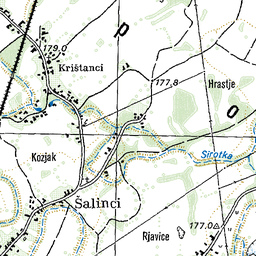 P
179.0
Krištanci
177.8
Hrastje
O
Kozjak
Sirotka
Šalinci
Rjavice
177.0